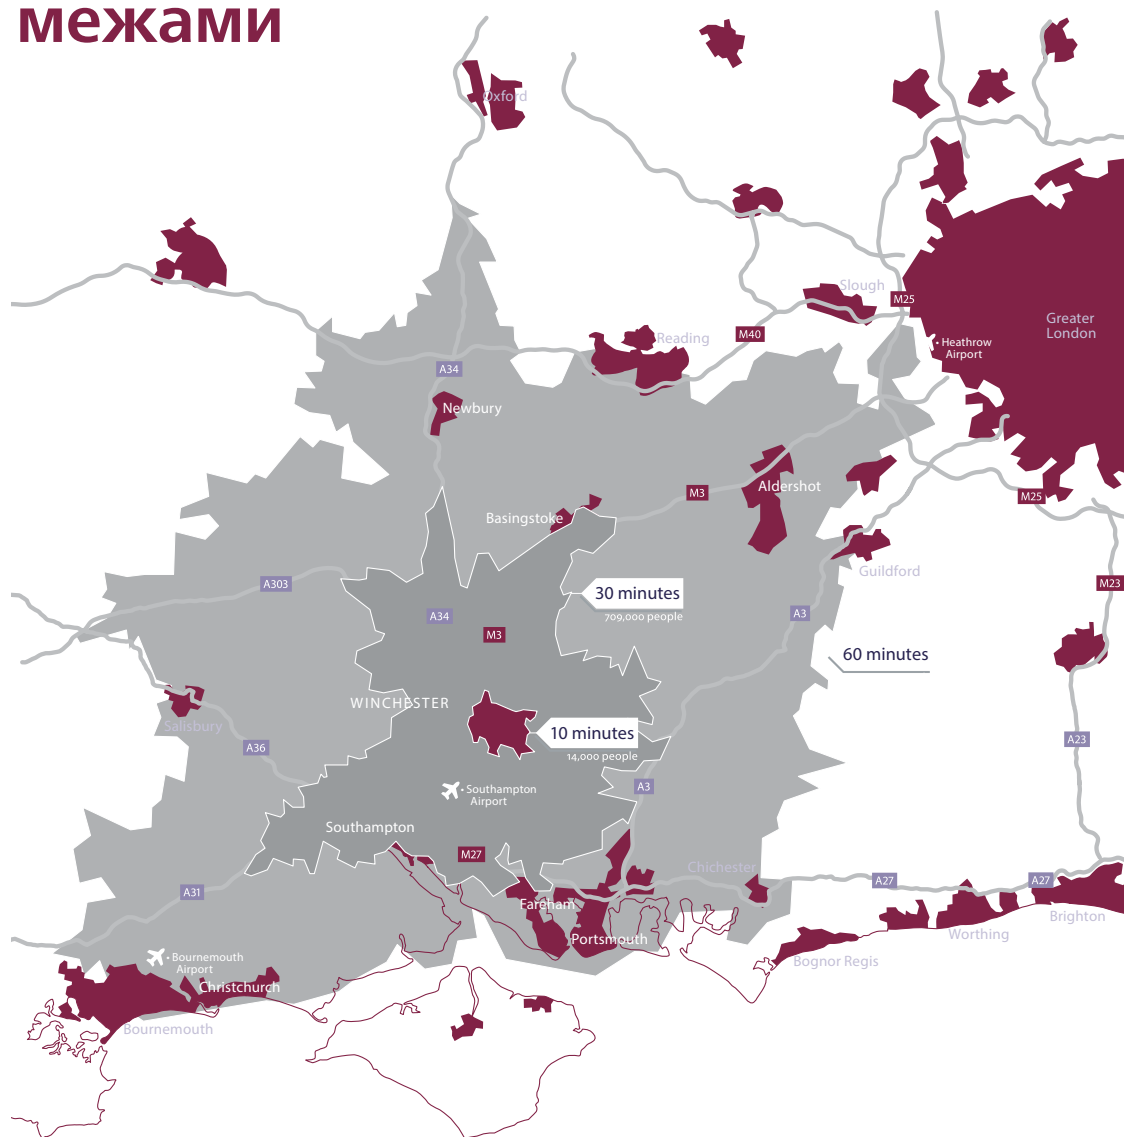 межами
Oxford
Slough
M25
Greater
London
Reading
M40
Heathrow
Airport
A34
Newbury
Aldershot
M3
M25
Basingstoke
Guildford
A303
30 minutes
709,000 people
M23
A34
A3
M3
60 minutes
WINCHESTER
Salisbury
10 minutes
14,000 people
A36
A23
A3
Southampton
Airport
Southampton
M27
Chichester
A31
A27
A27
Fareham
Brighton
Portsmouth
Worthing
Bournemouth
Airport
Bognor Regis
Christchurch
Bournemouth